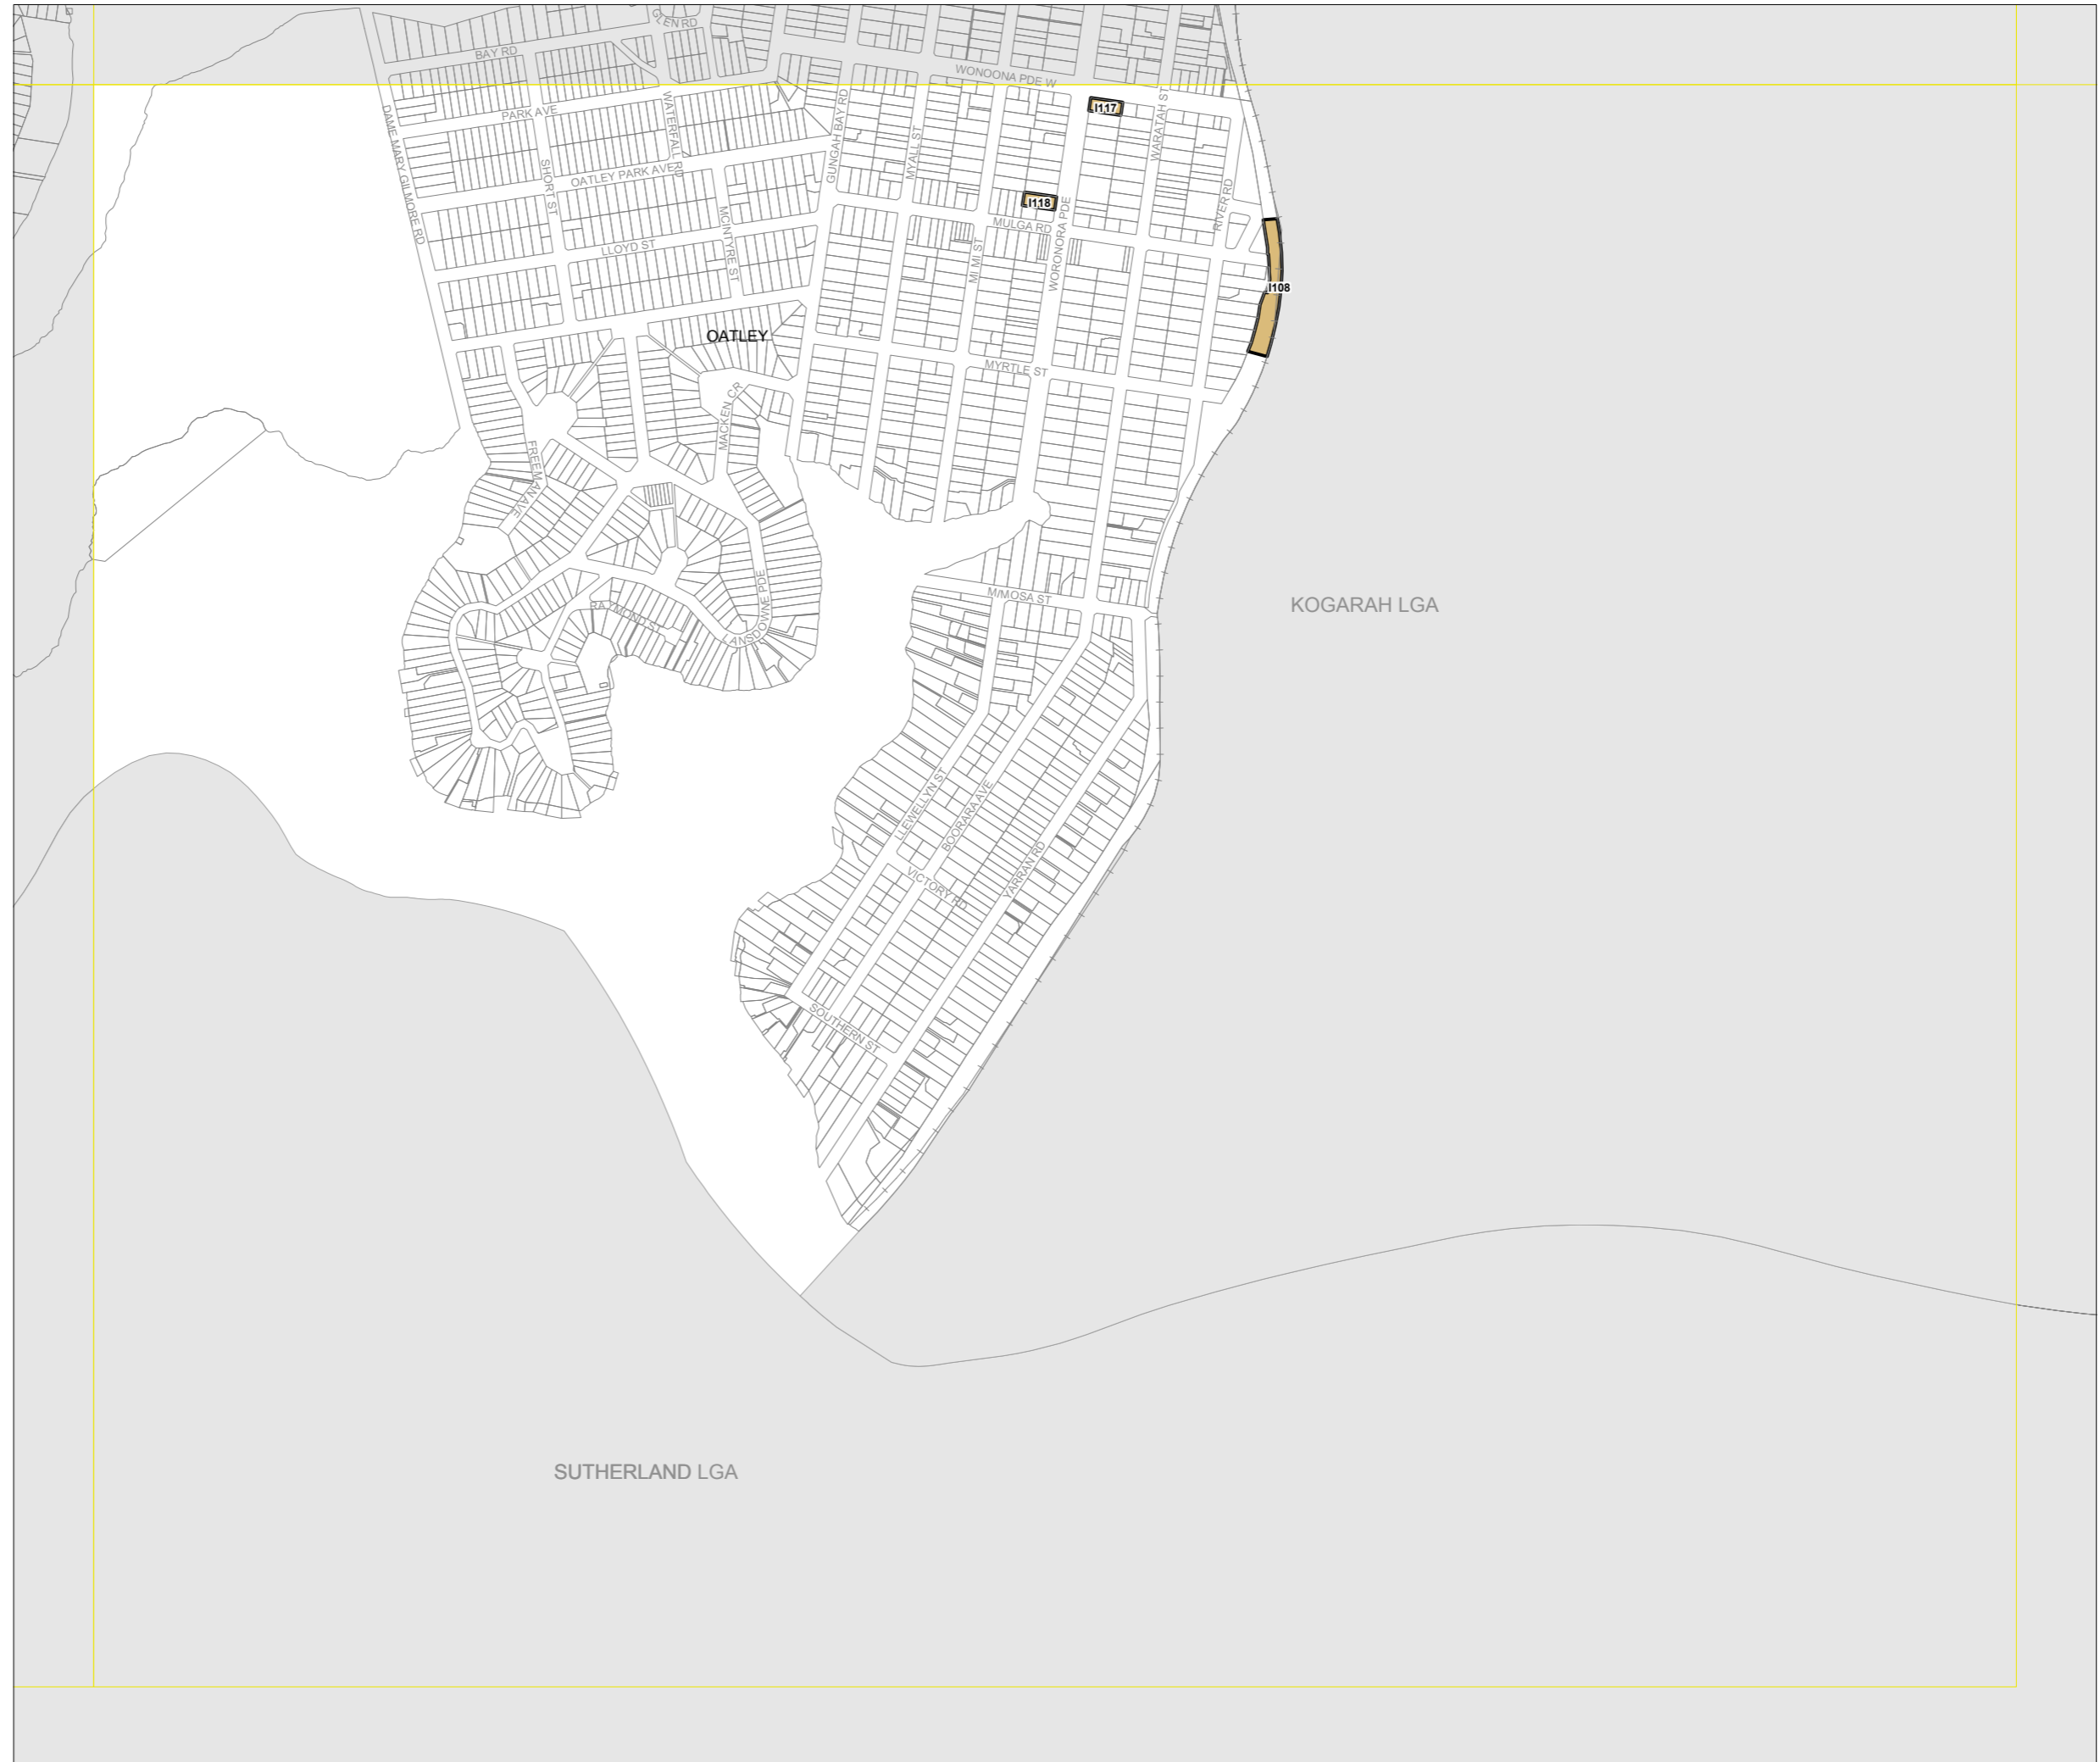 GLEN RD
BAY RD
WONOONA PDE W
DAME MARY GILMORE RD
PARK AVE
WATERFALL RD
GUNGAH BAY RD
MYALL ST
I117
WARATAH ST
SHORT ST
OATLEY PARK AVE
MCINTYRE ST
I118
WORONORA PDE
RIVER RD
MULGA RD
LLOYD ST
MI MI ST
I108
OATLEY
MYRTLE ST
MACKEN CR
FREEMAN AVE
LANSDOWNE PDE
RAYMOND ST
MIMOSA ST
KOGARAH LGA
LLEWELLYN ST
BOORARA AVE
YARRAN RD
VICTORY RD
SOUTHERN ST
SUTHERLAND LGA